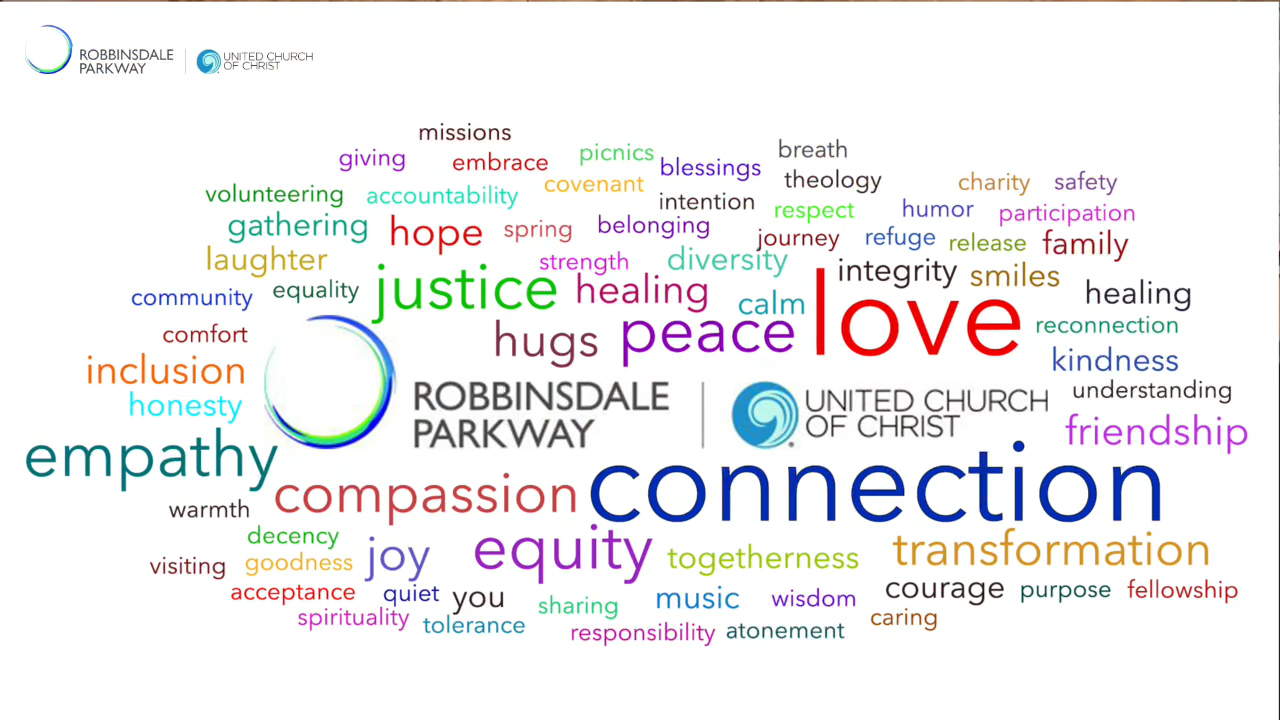 ROBBINSDALE
PARKWAY
UNITED CHURCH
OF CHRIST
missions
giving embrace picnics blessings breath
volunteering accountability covenant intention theology charity safety
gathering hope spring belonging respect humor participation
journey refuge release family
laughter strength diversity integrity smiles
community equality justice healing calm love healing
comfort hugs peace reconnection
inclusion kindness
honesty ROBBINSDALE
PARKWAY
UNITED CHURCH
OF CHRIST
understanding
friendship
empathy
compassion connection
warmth
decency joy equity togetherness transformation
visiting goodness
acceptance quiet you sharing music wisdom courage purpose fellowship
spirituality tolerance responsibility atonement caring